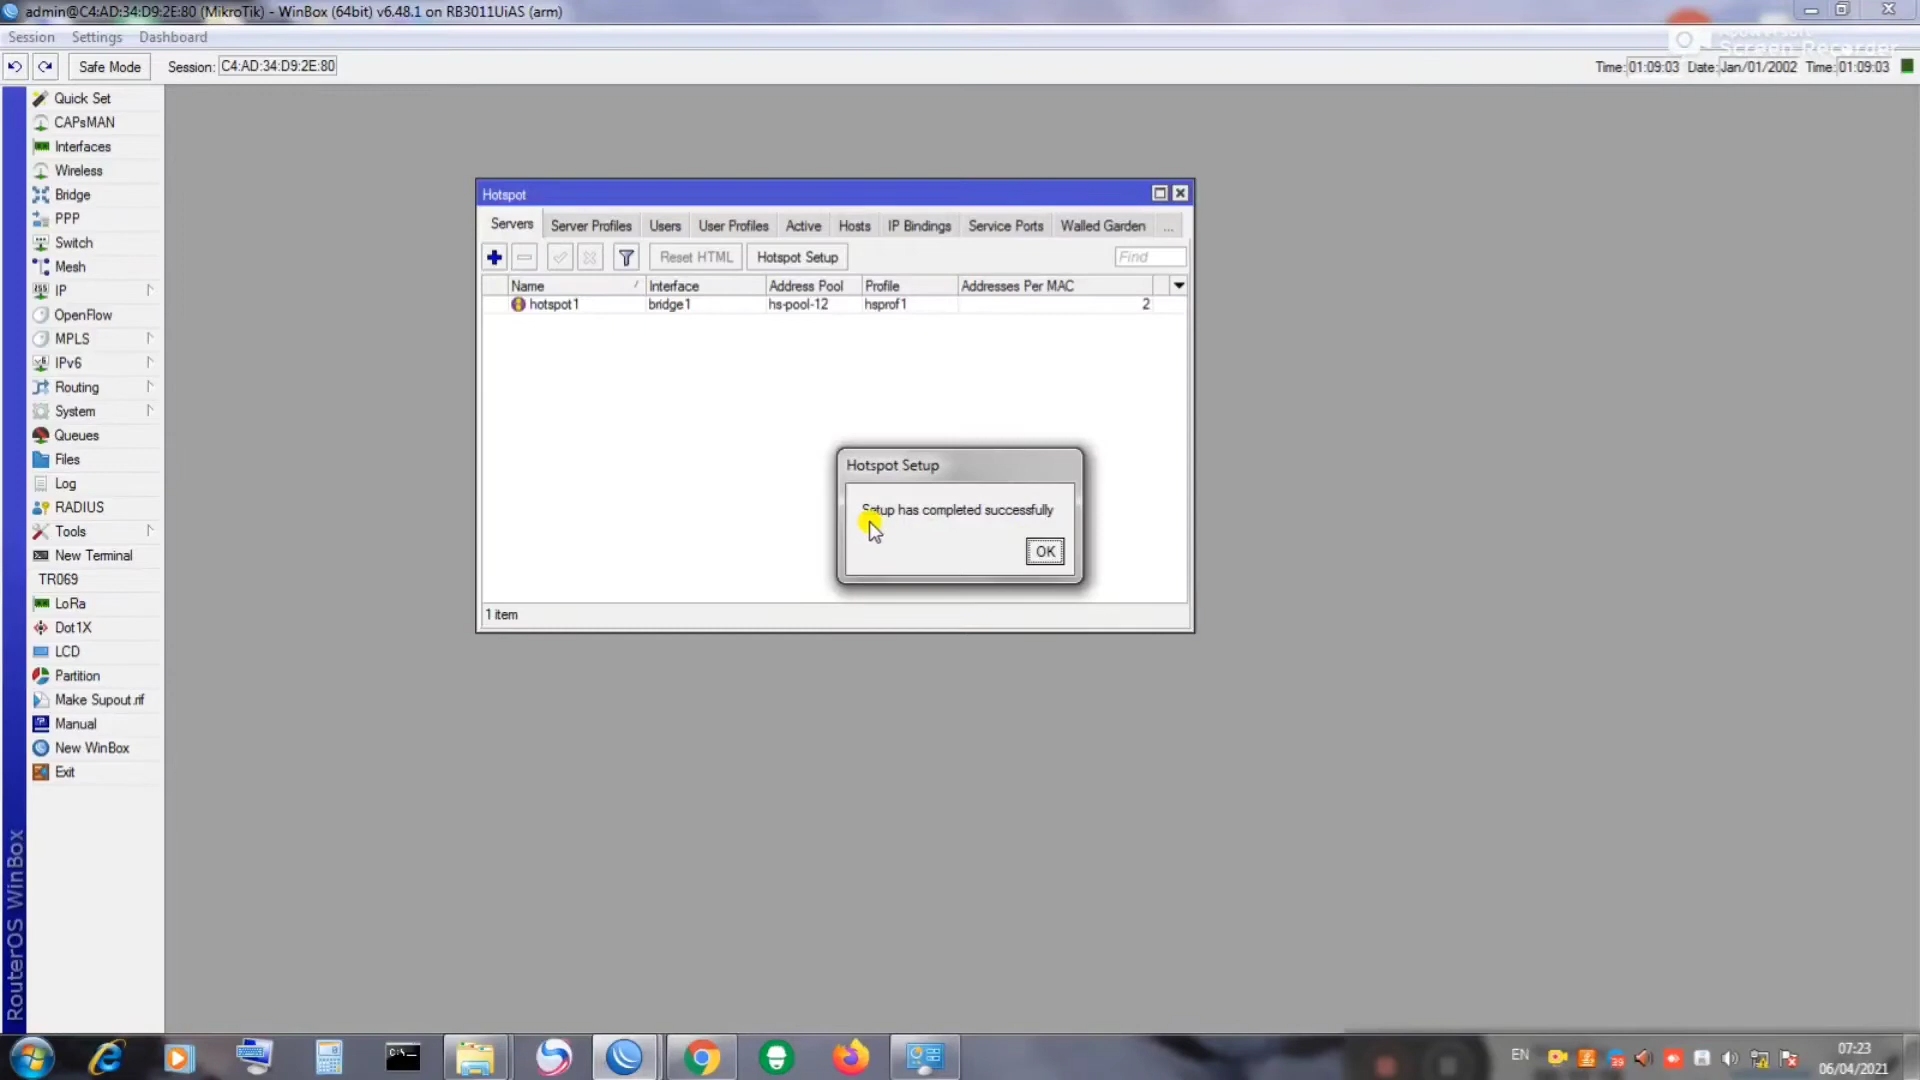 admin@C4:AD:34:D9:2E:80 (MikroTik) - WinBox (64bit) v6.48.1 on RB3011UiAS (arm)
Session Settings Dashboard
Screen Recorder
Safe Mode Session: C4:AD:34:D9:2E:80 Time: 01:09:03 Date: Jan/01/2002 Time: 01:09:03
Quick Set
CAPsMAN
Interfaces
Wireless
Bridge
PPP
Switch
Mesh
IP
OpenFlow
MPLS
IPv6
Routing
System
Queues
Files
Log
RADIUS
Tools
New Terminal
TR069
LoRa
Dot1X
LCD
Partition
Make Supout.rif
Manual
New WinBox
Exit
RouterOS WinBox
Hotspot
Servers Server Profiles Users User Profiles Active Hosts IP Bindings Service Ports Walled Garden ...
Reset HTML Hotspot Setup Find
Name Interface Address Pool Profile Addresses Per MAC
hotspot1 bridge1 hs-pool-12 hsprof1 2
Hotspot Setup
Setup has completed successfully
OK
1 item
EN
07:23
06/04/2021